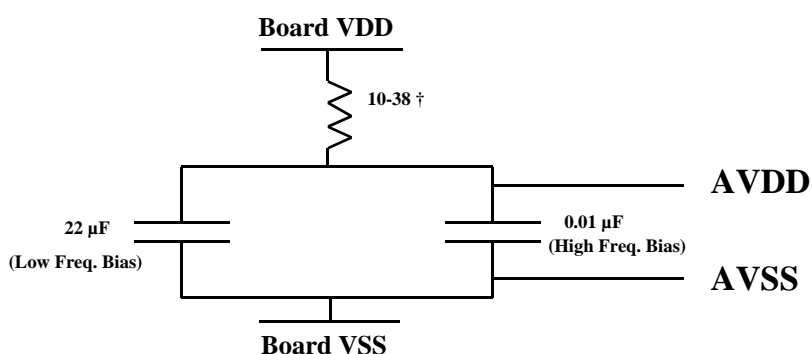 Board VDD
10-38 †
AVDD
22 µF
(Low Freq. Bias)
0.01 µF
(High Freq. Bias)
AVSS
Board VSS